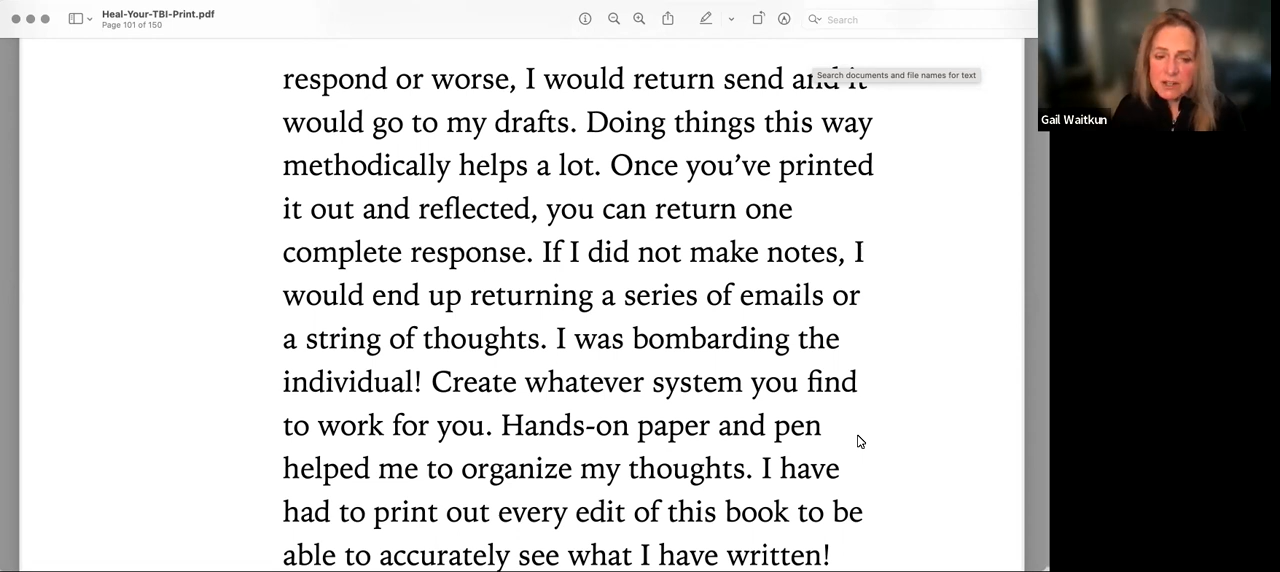 Heal-Your-TBI-Print.pdf
Page 101 of 150
Search
Search documents and file names for text
Gail Waitkun
respond or worse, I would return send and it
would go to my drafts. Doing things this way
methodically helps a lot. Once you’ve printed
it out and reflected, you can return one
complete response. If I did not make notes, I
would end up returning a series of emails or
a string of thoughts. I was bombarding the
individual! Create whatever system you find
to work for you. Hands-on paper and pen
helped me to organize my thoughts. I have
had to print out every edit of this book to be
able to accurately see what I have written!